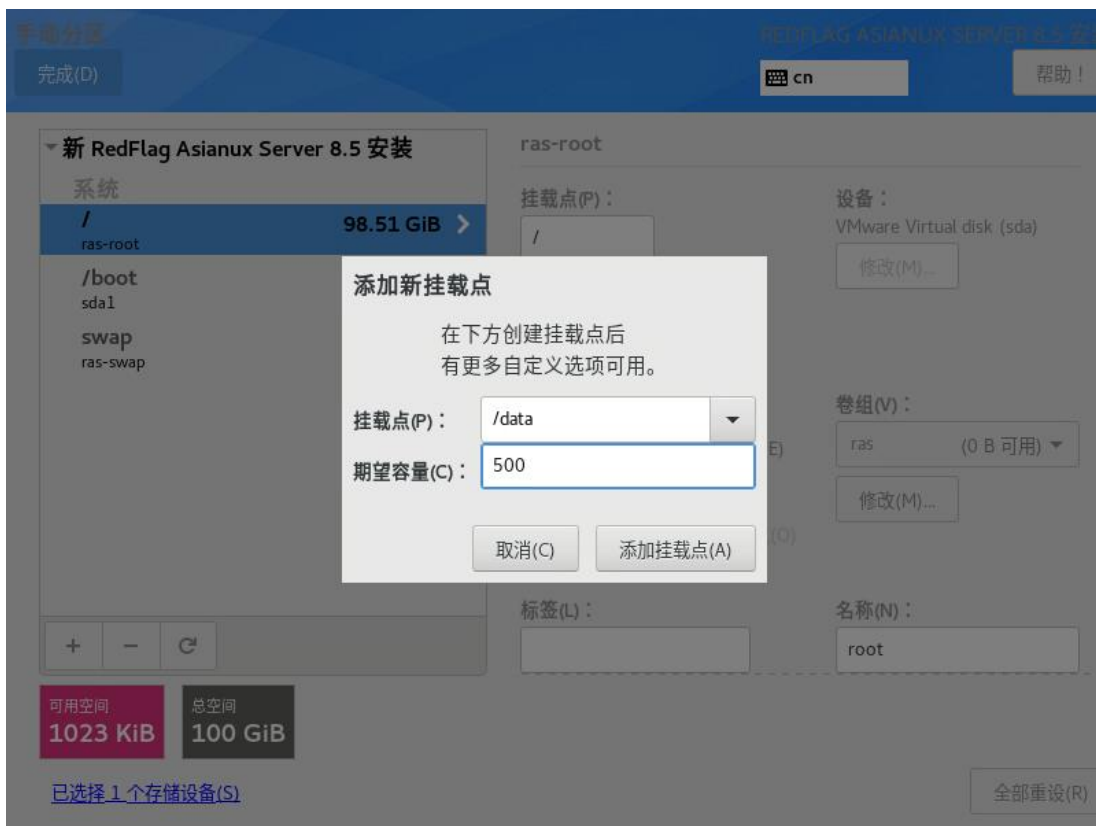 手动分区
REDFLAG ASIANUX SERVER 8.5 安
完成(D)
cn
帮助！
新 RedFlag Asianux Server 8.5 安装
系统
/
98.51 GiB
ras-root
/boot
sda1
swap
ras-swap
ras-root
挂载点(P)：
/
设备：
VMware Virtual disk (sda)
修改(M)...
添加新挂载点
在下方创建挂载点后
有更多自定义选项可用。
挂载点(P)：
/data
期望容量(C)：
500
取消(C)
添加挂载点(A)
E)
(O)
卷组(V)：
ras
(0 B 可用)
修改(M)...
标签(L)：
名称(N)：
root
+
−
可用空间
1023 KiB
总空间
100 GiB
已选择 1 个存储设备(S)
全部重设(R)